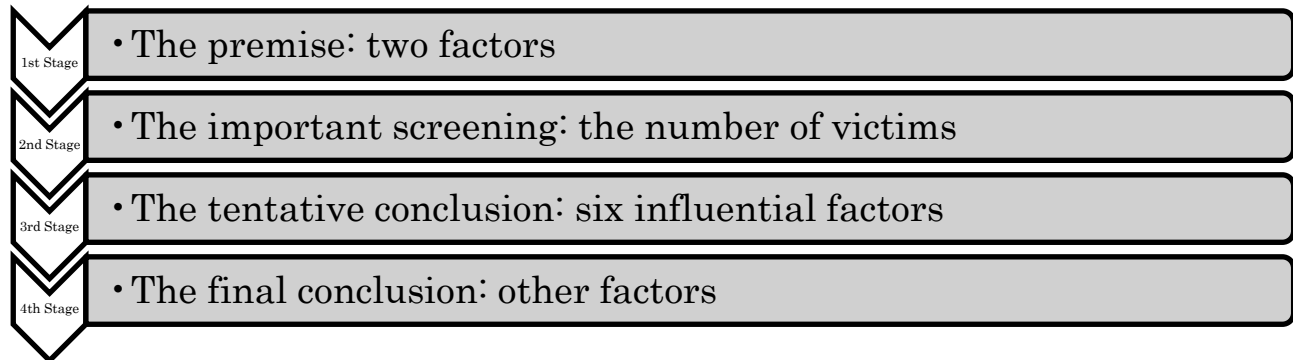 1st Stage
•The premise: two factors
2nd Stage
•The important screening: the number of victims
3rd Stage
•The tentative conclusion: six influential factors
4th Stage
•The final conclusion: other factors